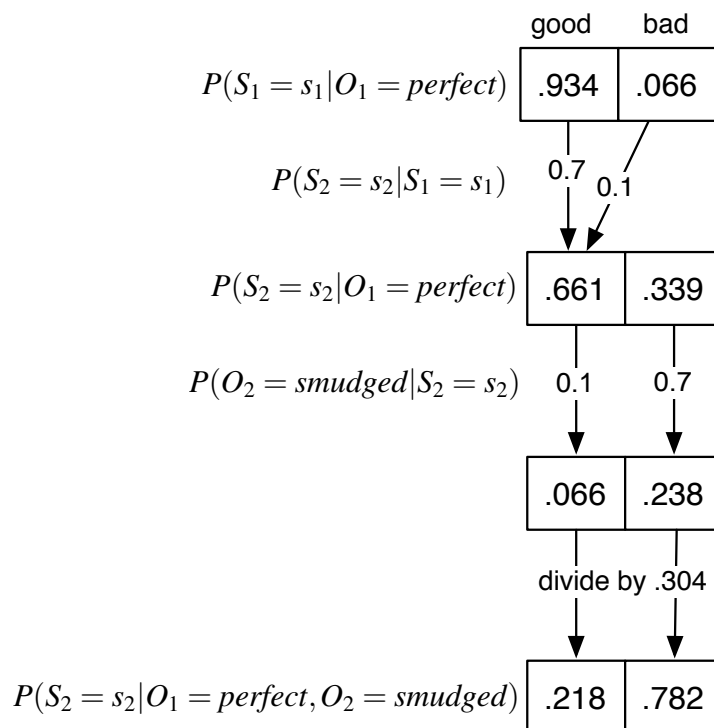 good bad
P(S₁ = s₁|O₁ = perfect) .934 .066
P(S₂ = s₂|S₁ = s₁) 0.7 0.1
P(S₂ = s₂|O₁ = perfect) .661 .339
P(O₂ = smudged|S₂ = s₂) 0.1 0.7
.066 .238
divide by .304
P(S₂ = s₂|O₁ = perfect, O₂ = smudged) .218 .782